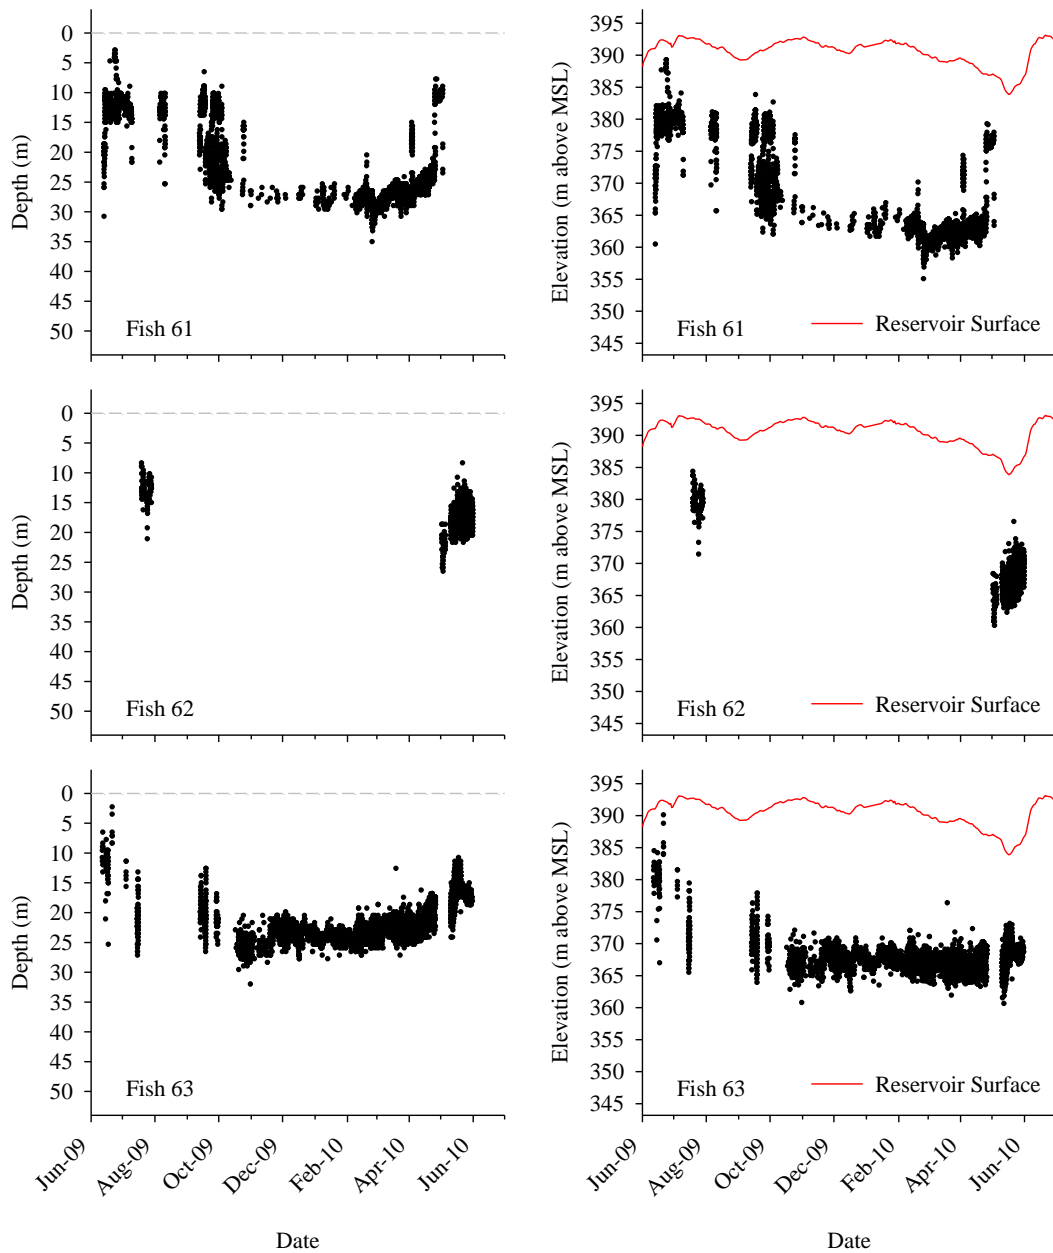 0
5
10
15
20
25
30
35
40
45
50
Depth (m)
Fish 61
395
390
385
380
375
370
365
360
355
350
345
Elevation (m above MSL)
Fish 61
Reservoir Surface
0
5
10
15
20
25
30
35
40
45
50
Depth (m)
Fish 62
395
390
385
380
375
370
365
360
355
350
345
Elevation (m above MSL)
Fish 62
Reservoir Surface
0
5
10
15
20
25
30
35
40
45
50
Depth (m)
Fish 63
Jun-09
Aug-09
Oct-09
Dec-09
Feb-10
Apr-10
Jun-10
Date
395
390
385
380
375
370
365
360
355
350
345
Elevation (m above MSL)
Fish 63
Reservoir Surface
Jun-09
Aug-09
Oct-09
Dec-09
Feb-10
Apr-10
Jun-10
Date